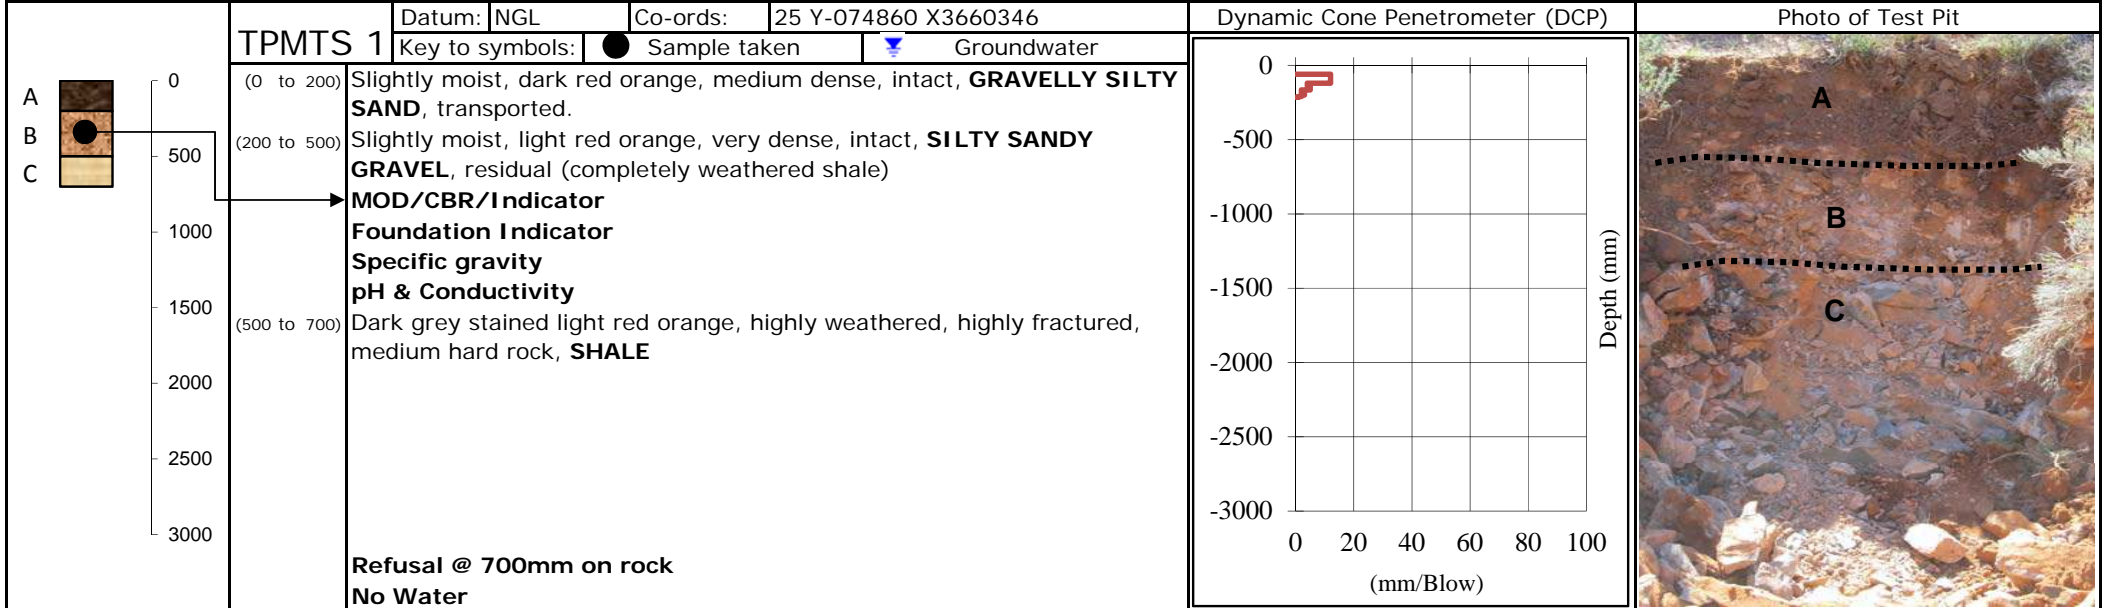 TPMTS 1
Datum: NGL Co-ords: 25 Y-074860 X3660346
Key to symbols: Sample taken Groundwater
A
B
C
0
500
1000
1500
2000
2500
3000
(0 to 200) Slightly moist, dark red orange, medium dense, intact, GRAVELLY SILTY
SAND, transported.
(200 to 500) Slightly moist, light red orange, very dense, intact, SILTY SANDY
GRAVEL, residual (completely weathered shale)
MOD/CBR/Indicator
Foundation Indicator
Specific gravity
pH & Conductivity
(500 to 700) Dark grey stained light red orange, highly weathered, highly fractured,
medium hard rock, SHALE
Refusal @ 700mm on rock
No Water
Dynamic Cone Penetrometer (DCP)
0
-500
-1000
-1500
-2000
-2500
-3000
0 20 40 60 80 100
(mm/Blow)
Depth (mm)
Photo of Test Pit
A
B
C